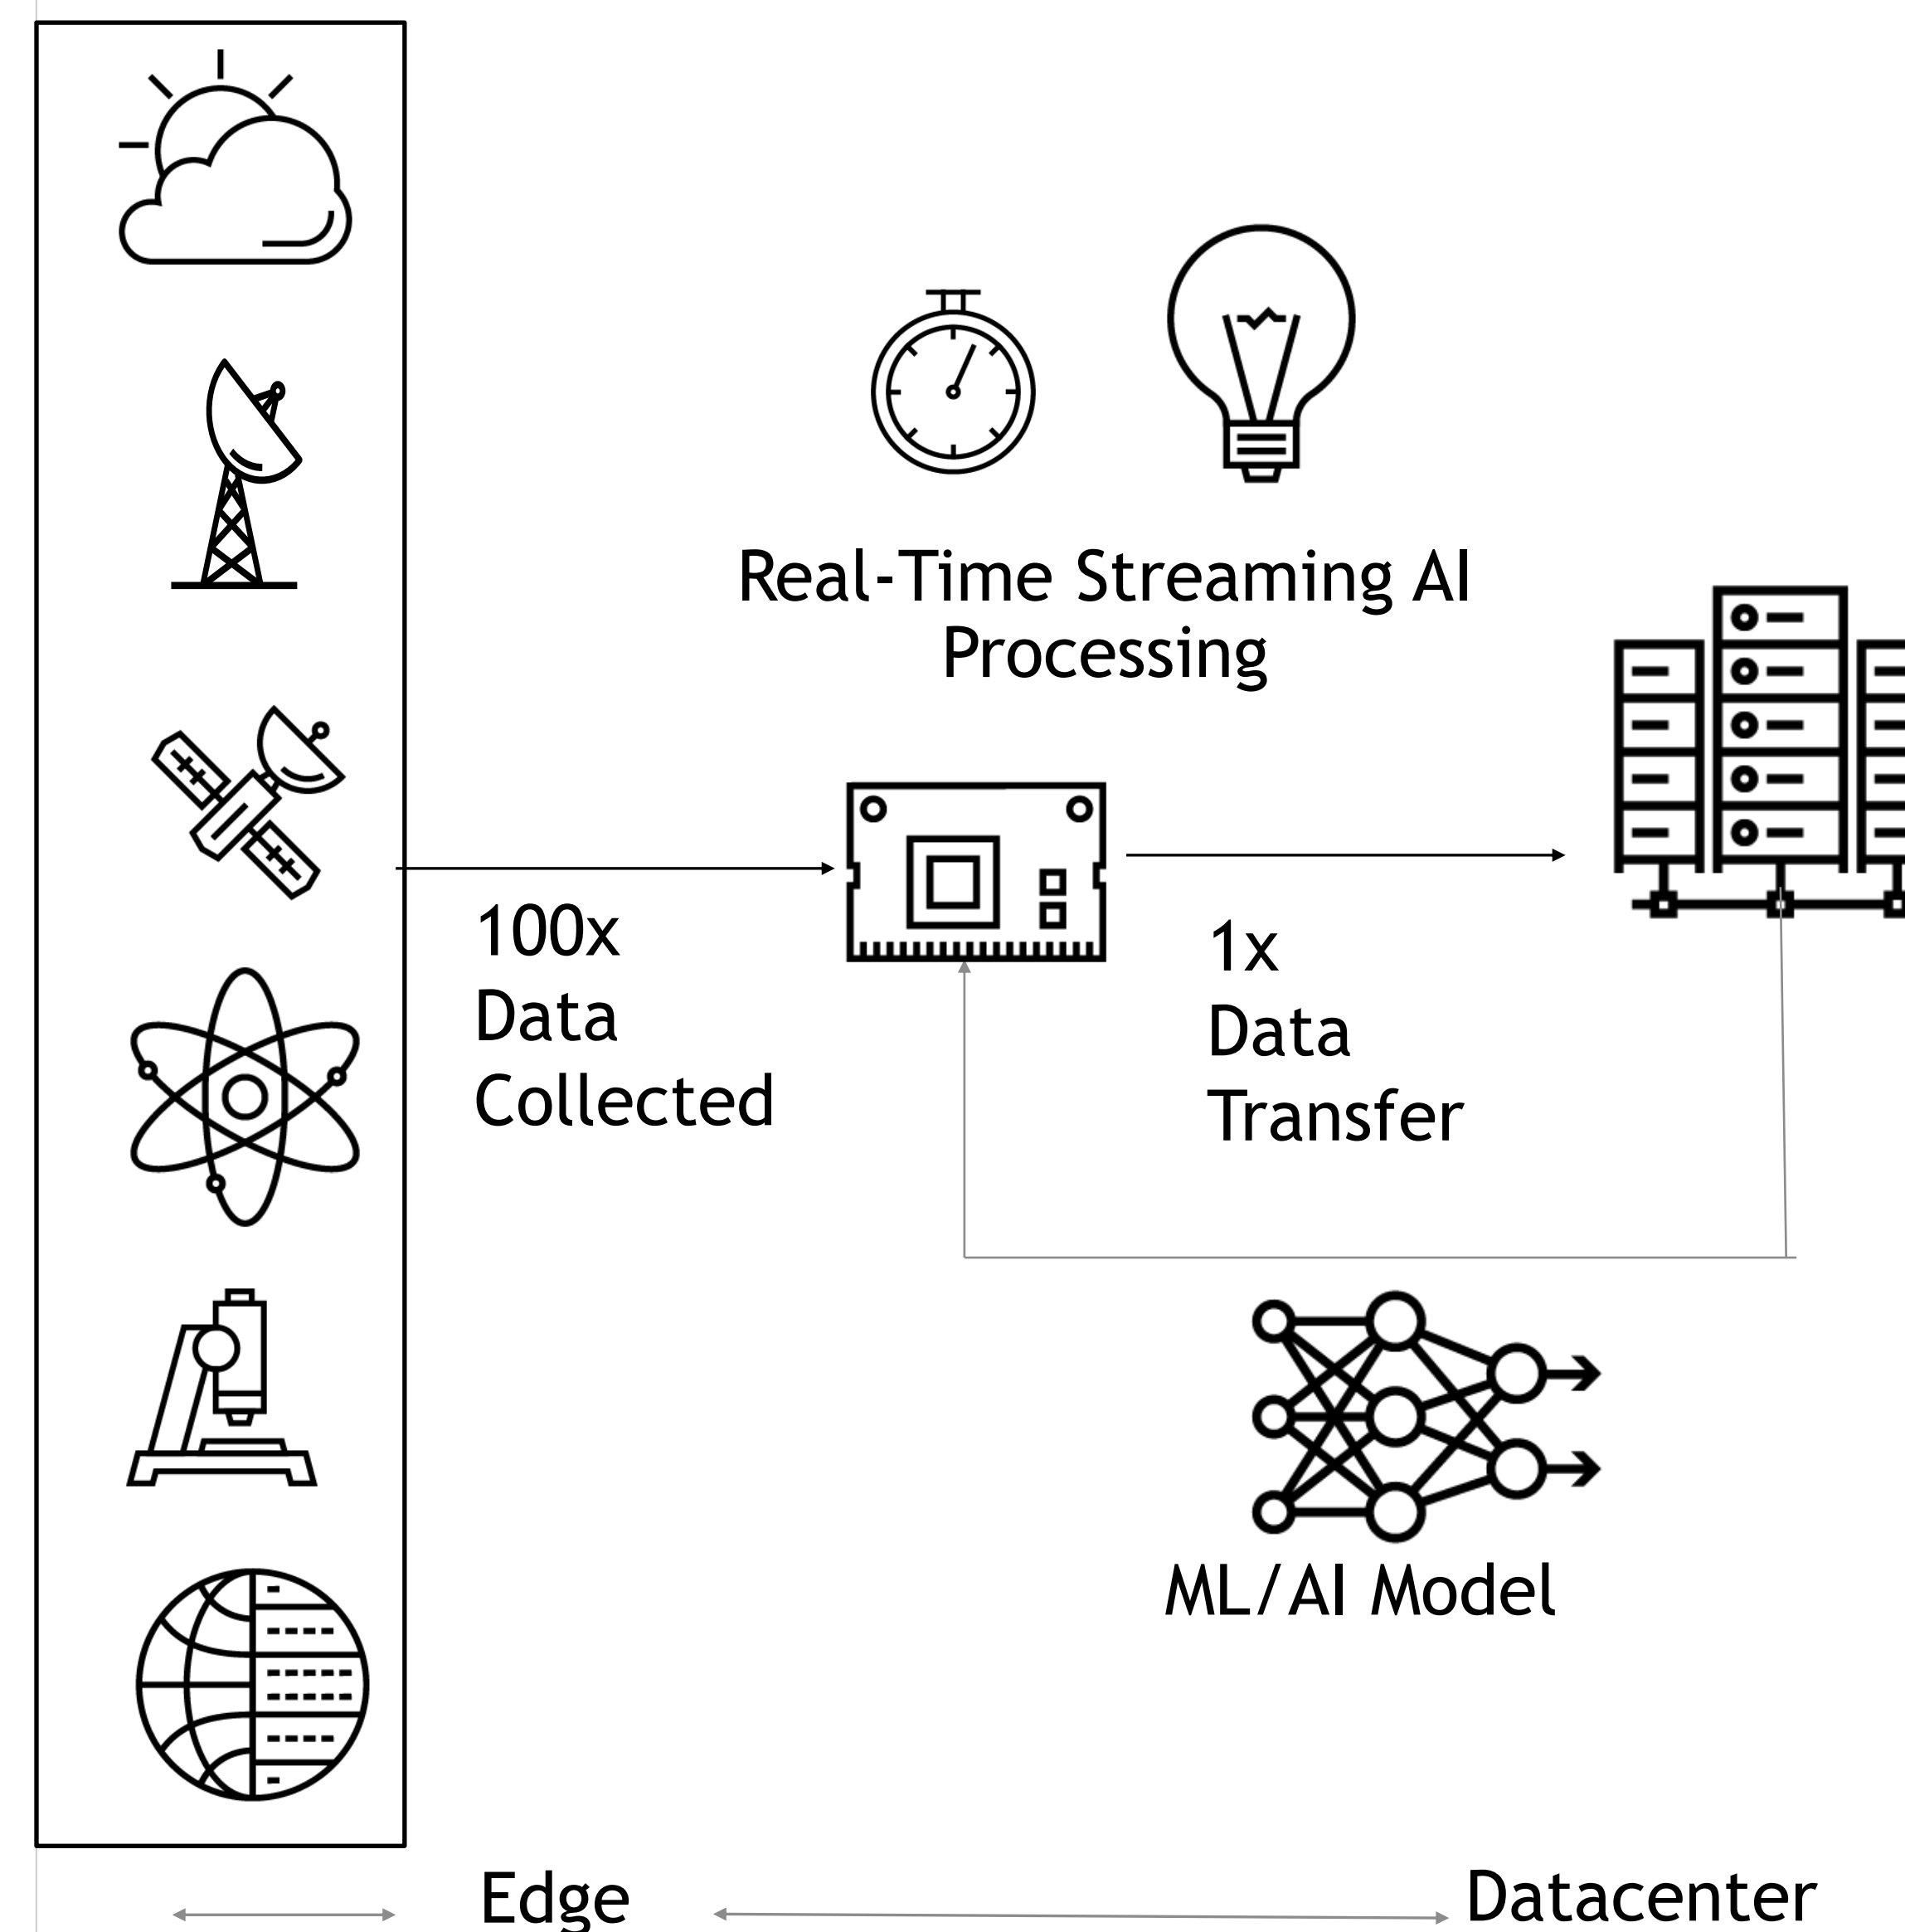 Real-Time Streaming AI
Processing
100x
Data
Collected
1x
Data
Transfer
ML/AI Model
Edge
Datacenter